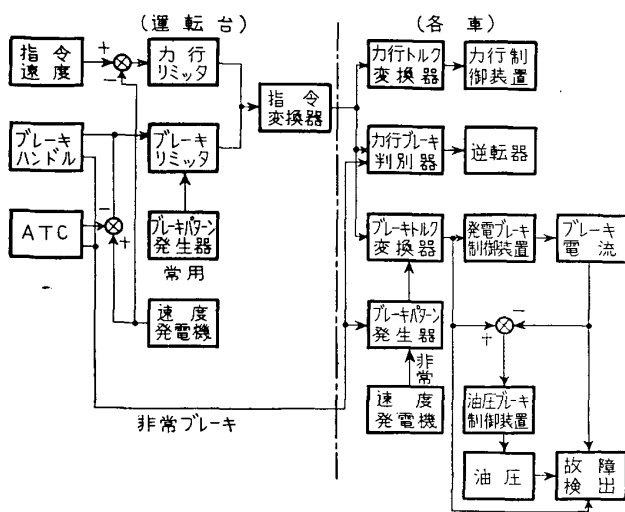 (運転台)
(各車)
指令
速度
+
−
力行
リミッタ
指令
変換器
ブレーキ
ハンドル
ブレーキ
リミッタ
ATC
−
+
ブレーキパターン
発生器
常用
速度
発電機
非常ブレーキ
力行トルク
変換器
力行制
御装置
力行ブレーキ
判別器
逆転器
ブレーキトルク
変換器
発電ブレーキ
制御装置
ブレーキ
電流
ブレーキパターン
発生器
+
−
非常
速度
発電機
油圧ブレーキ
制御装置
油圧
故障
検出